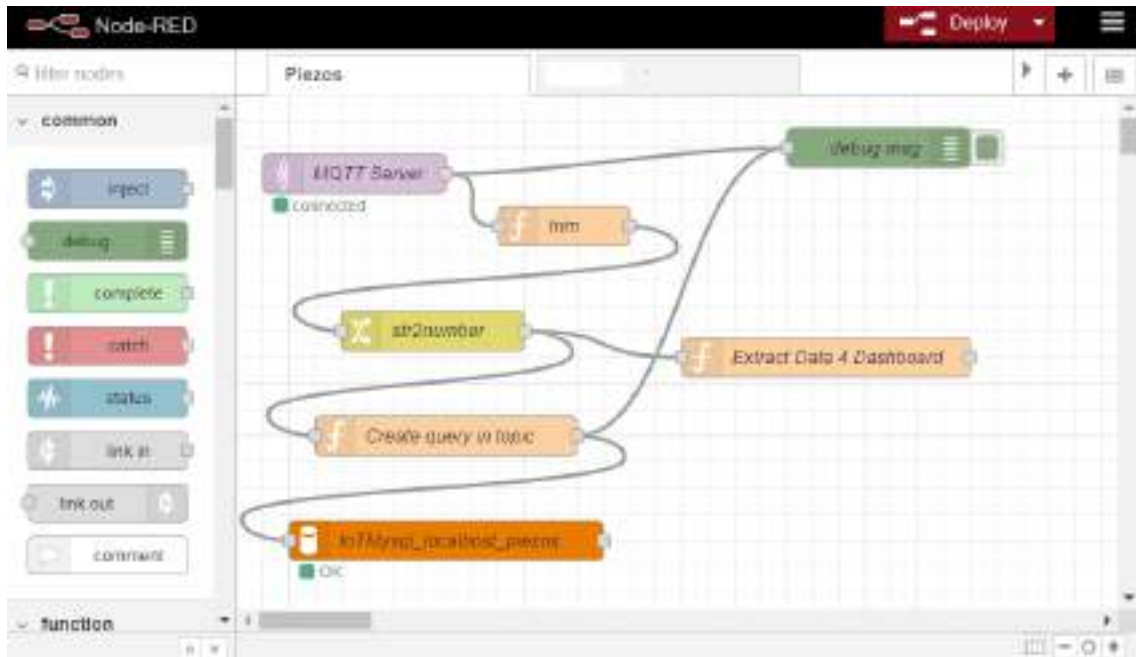 Node-RED
Deploy
filter nodes
Piezos
common
inject
debug
complete
catch
status
link in
link out
comment
function
MQTT Server
connected
debug msg
str2number
Extract Data 4 Dashboard
Create query in topic
OK